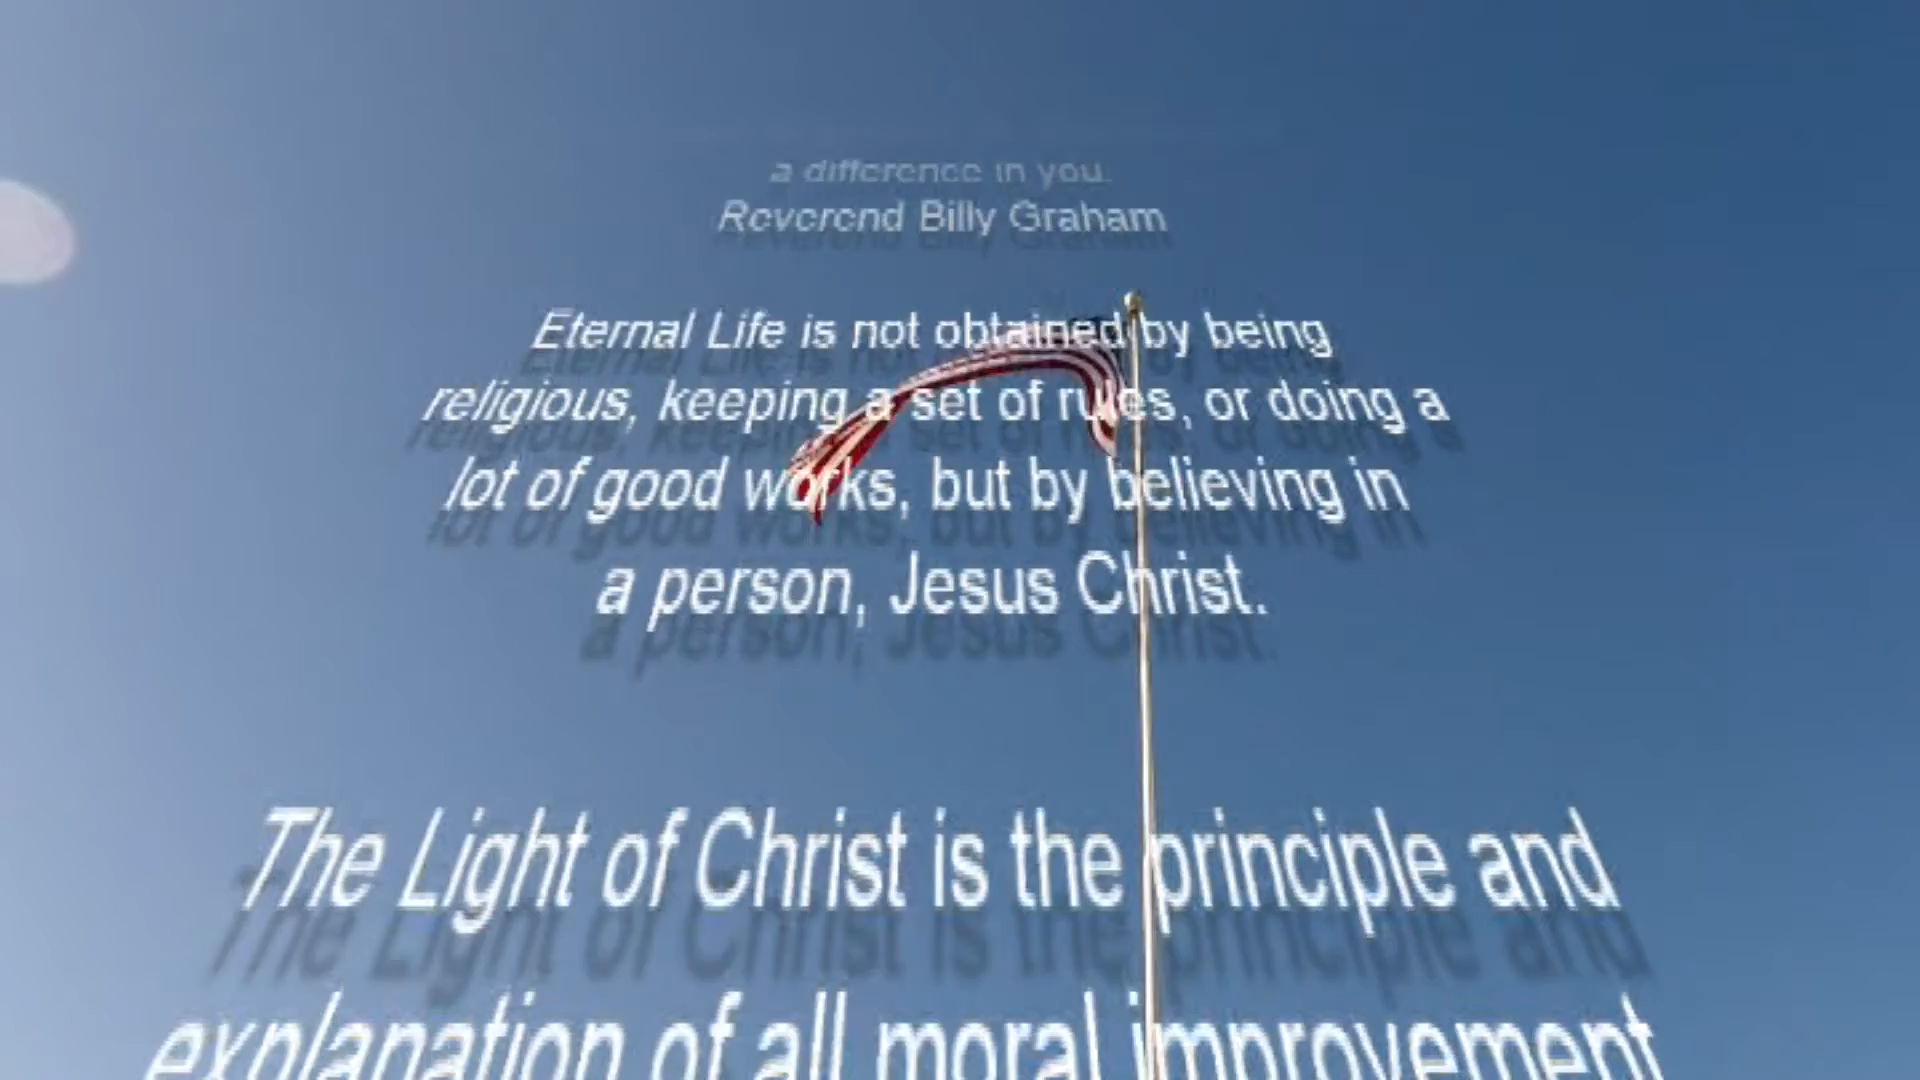 a difference in you.
Reverend Billy Graham
Eternal Life is not obtained by being
religious, keeping a set of rules, or doing a
lot of good works, but by believing in
a person, Jesus Christ.
The Light of Christ is the principle and
explanation of all moral improvement